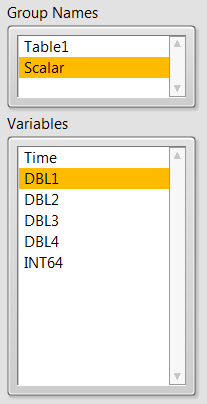 Group Names
Table1
Scalar
Variables
Time
DBL1
DBL2
DBL3
DBL4
INT64